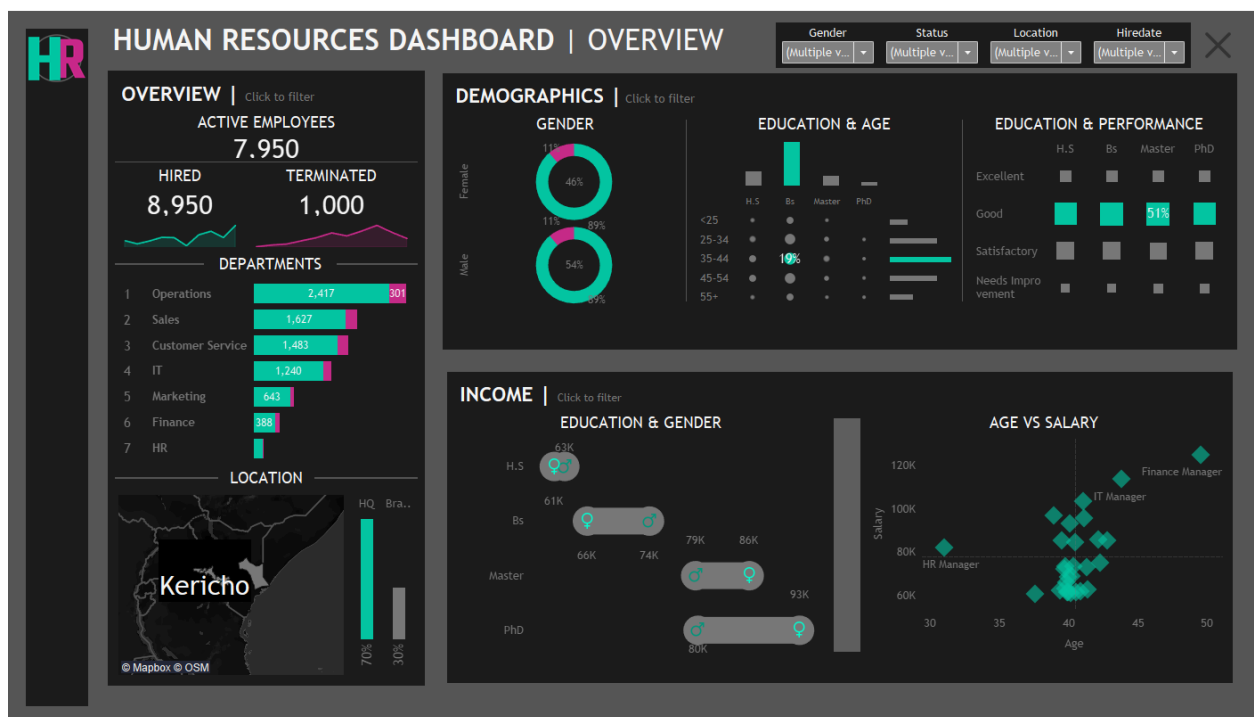 HR
HUMAN RESOURCES DASHBOARD | OVERVIEW
Gender Status Location Hiredate
(Multiple v... (Multiple v... (Multiple v... (Multiple v...
OVERVIEW | Click to filter
ACTIVE EMPLOYEES
7,950
HIRED TERMINATED
8,950 1,000
DEPARTMENTS
1 Operations 2,417 301
2 Sales 1,627
3 Customer Service 1,483
4 IT 1,240
5 Marketing 643
6 Finance 388
7 HR
LOCATION
HQ Bra..
Kericho
70% 30%
© Mapbox © OSM
DEMOGRAPHICS | Click to filter
GENDER
Female
11%
46%
89%
Male
11%
54%
89%
EDUCATION & AGE
H.S Bs Master PhD
<25
25-34
35-44 19%
45-54
55+
EDUCATION & PERFORMANCE
H.S Bs Master PhD
Excellent
Good 51%
Satisfactory
Needs Impro
vement
INCOME | Click to filter
EDUCATION & GENDER
63K
H.S
61K
Bs
66K 74K
79K 86K
Master
93K
PhD
80K
AGE VS SALARY
120K
Finance Manager
IT Manager
100K
Salary
80K
HR Manager
60K
30 35 40 45 50
Age